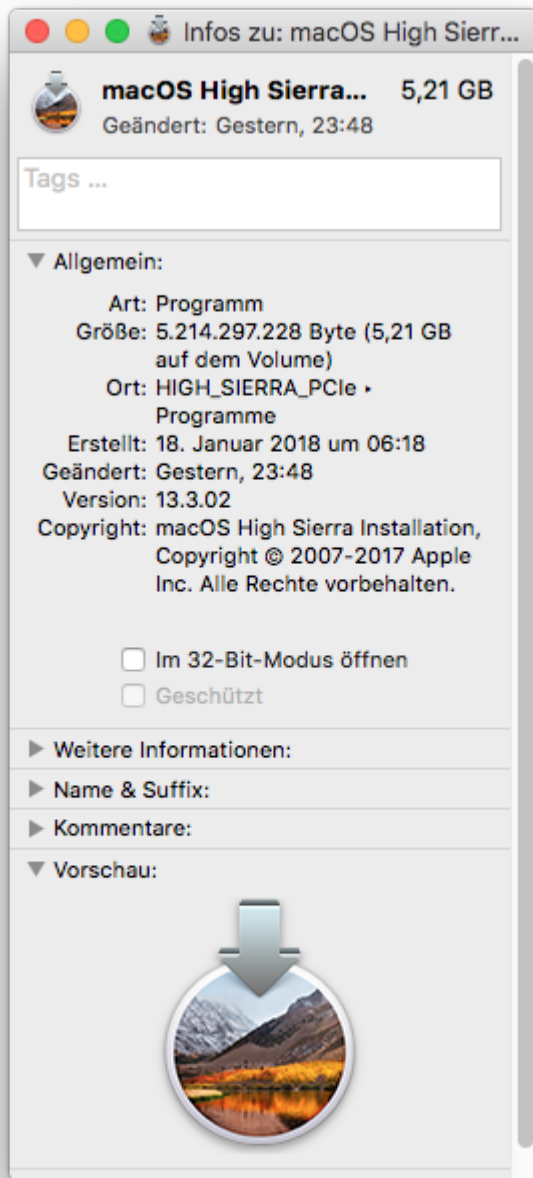 Infos zu: macOS High Sierr...
macOS High Sierra... 5,21 GB
Geändert: Gestern, 23:48
Tags ...
Allgemein:
Art: Programm
Größe: 5.214.297.228 Byte (5,21 GB
auf dem Volume)
Ort: HIGH_SIERRA_PCIe ▸
Programme
Erstellt: 18. Januar 2018 um 06:18
Geändert: Gestern, 23:48
Version: 13.3.02
Copyright: macOS High Sierra Installation,
Copyright © 2007-2017 Apple
Inc. Alle Rechte vorbehalten.
Im 32-Bit-Modus öffnen
Geschützt
Weitere Informationen:
Name & Suffix:
Kommentare:
Vorschau: